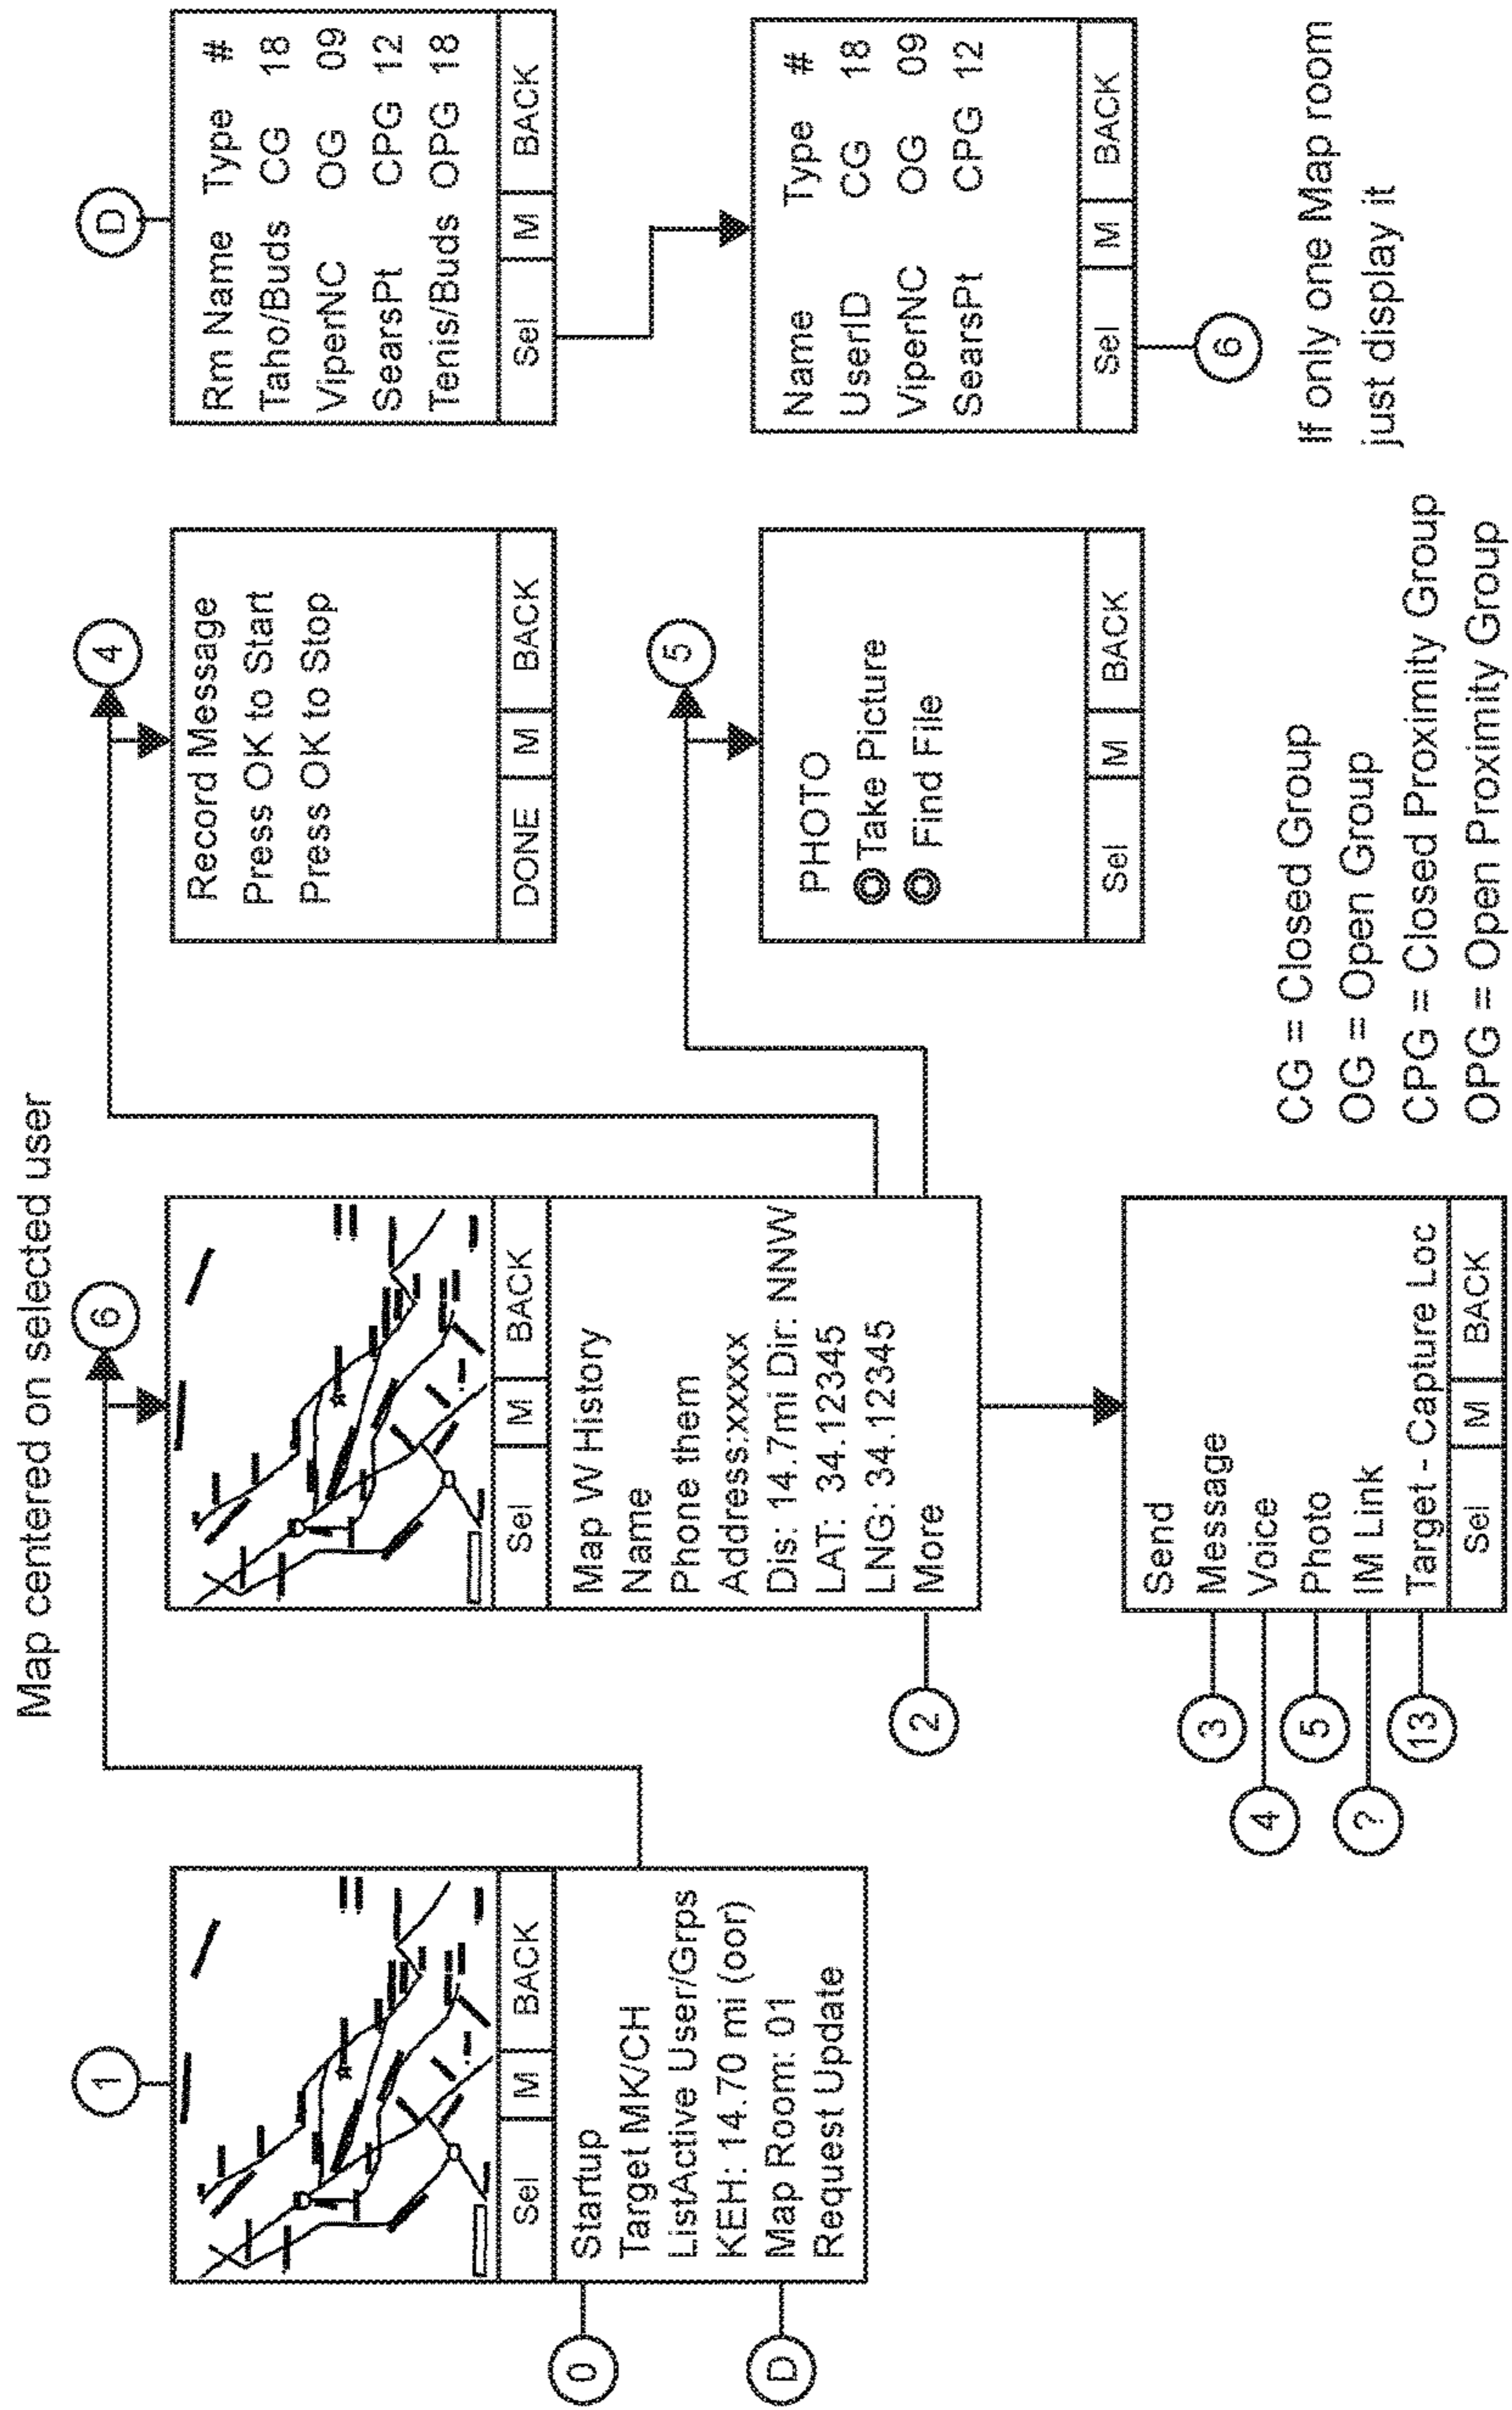 Map centered on selected user
1
Sel M BACK
Startup
Target MK/CH
ListActive User/Grps
KEH: 14.70 mi (oor)
Map Room: 01
Request Update
0
D
6
Sel M BACK
Map W History
Name
Phone them
Address:xxxxx
Dis: 14.7mi Dir: NNW
LAT: 34.12345
LNG: 34.12345
More
2
Send
Message
Voice
Photo
IM Link
Target - Capture Loc
Sel M BACK
3
4
5
?
13
4
Record Message
Press OK to Start
Press OK to Stop
DONE M BACK
5
PHOTO
Take Picture
Find File
Sel M BACK
CG = Closed Group
OG = Open Group
CPG = Closed Proximity Group
OPG = Open Proximity Group
D
Rm Name Type #
Taho/Buds CG 18
ViperNC OG 09
SearsPt CPG 12
Tenis/Buds OPG 18
Sel M BACK
Name Type #
UserID CG 18
ViperNC OG 09
SearsPt CPG 12
Sel M BACK
6
If only one Map room
just display it